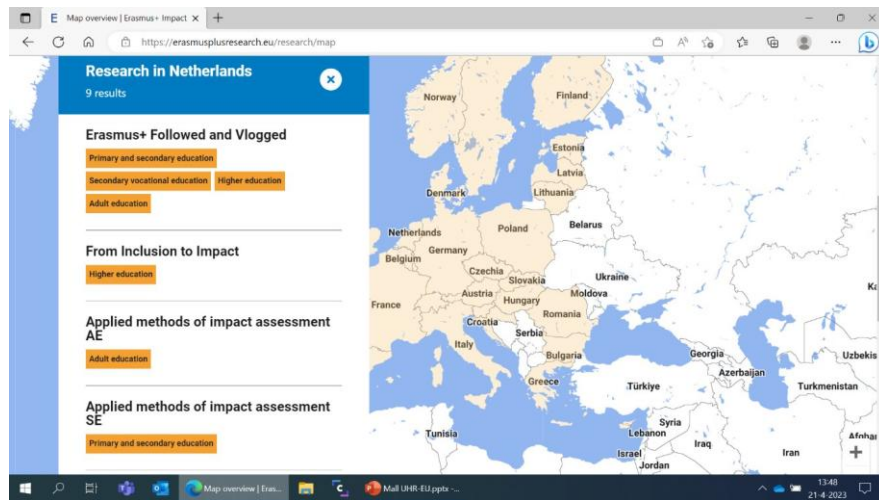 Map overview | Erasmus+ Impact
https://erasmusplusresearch.eu/research/map
Research in Netherlands
9 results
Erasmus+ Followed and Vlogged
Primary and secondary education
Secondary vocational education Higher education
Adult education
From Inclusion to Impact
Higher education
Applied methods of impact assessment
AE
Adult education
Applied methods of impact assessment
SE
Primary and secondary education
Norway
Finland
Estonia
Latvia
Denmark
Lithuania
Netherlands
Poland
Belarus
Belgium
Germany
Czechia
Slovakia
Ukraine
Austria
Hungary
Moldova
France
Romania
Croatia
Serbia
Italy
Bulgaria
Georgia
Azerbaijan
Uzbekis
Greece
Türkiye
Turkmenistan
Tunisia
Syria
Lebanon
Iraq
Iran
Afghan
Israel
Jordan
Ka
Map overview | Eras...
Mall UHR-EU.pptx -...
13:48
21-4-2023